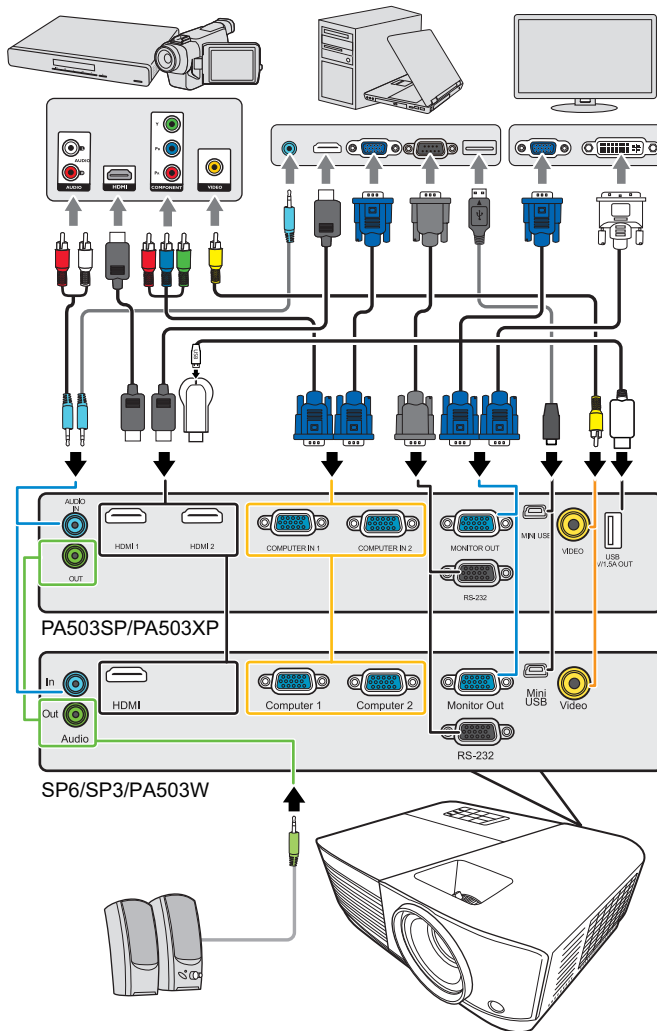 Y
PB
PR
AUDIO
AUDIO
HDMI
COMPONENT
VIDEO
USB
AUDIO
IN
OUT
HDMI 1
HDMI 2
COMPUTER IN 1
COMPUTER IN 2
MONITOR OUT
RS-232
MINI USB
VIDEO
USB
V/1.5A OUT
PA503SP/PA503XP
In
Out
Audio
HDMI
Computer 1
Computer 2
Monitor Out
RS-232
Mini
USB
Video
SP6/SP3/PA503W